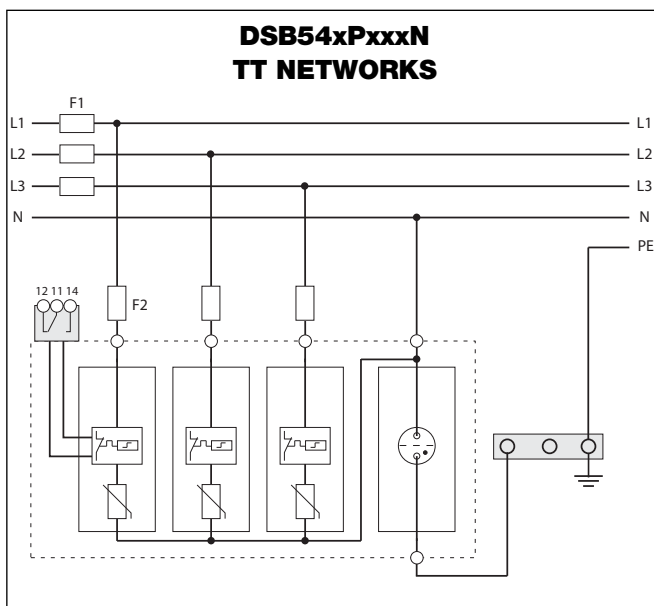 DSB54xPxxxN
TT NETWORKS
F1
L1 L1
L2 L2
L3 L3
N N
PE
12 11 14
F2